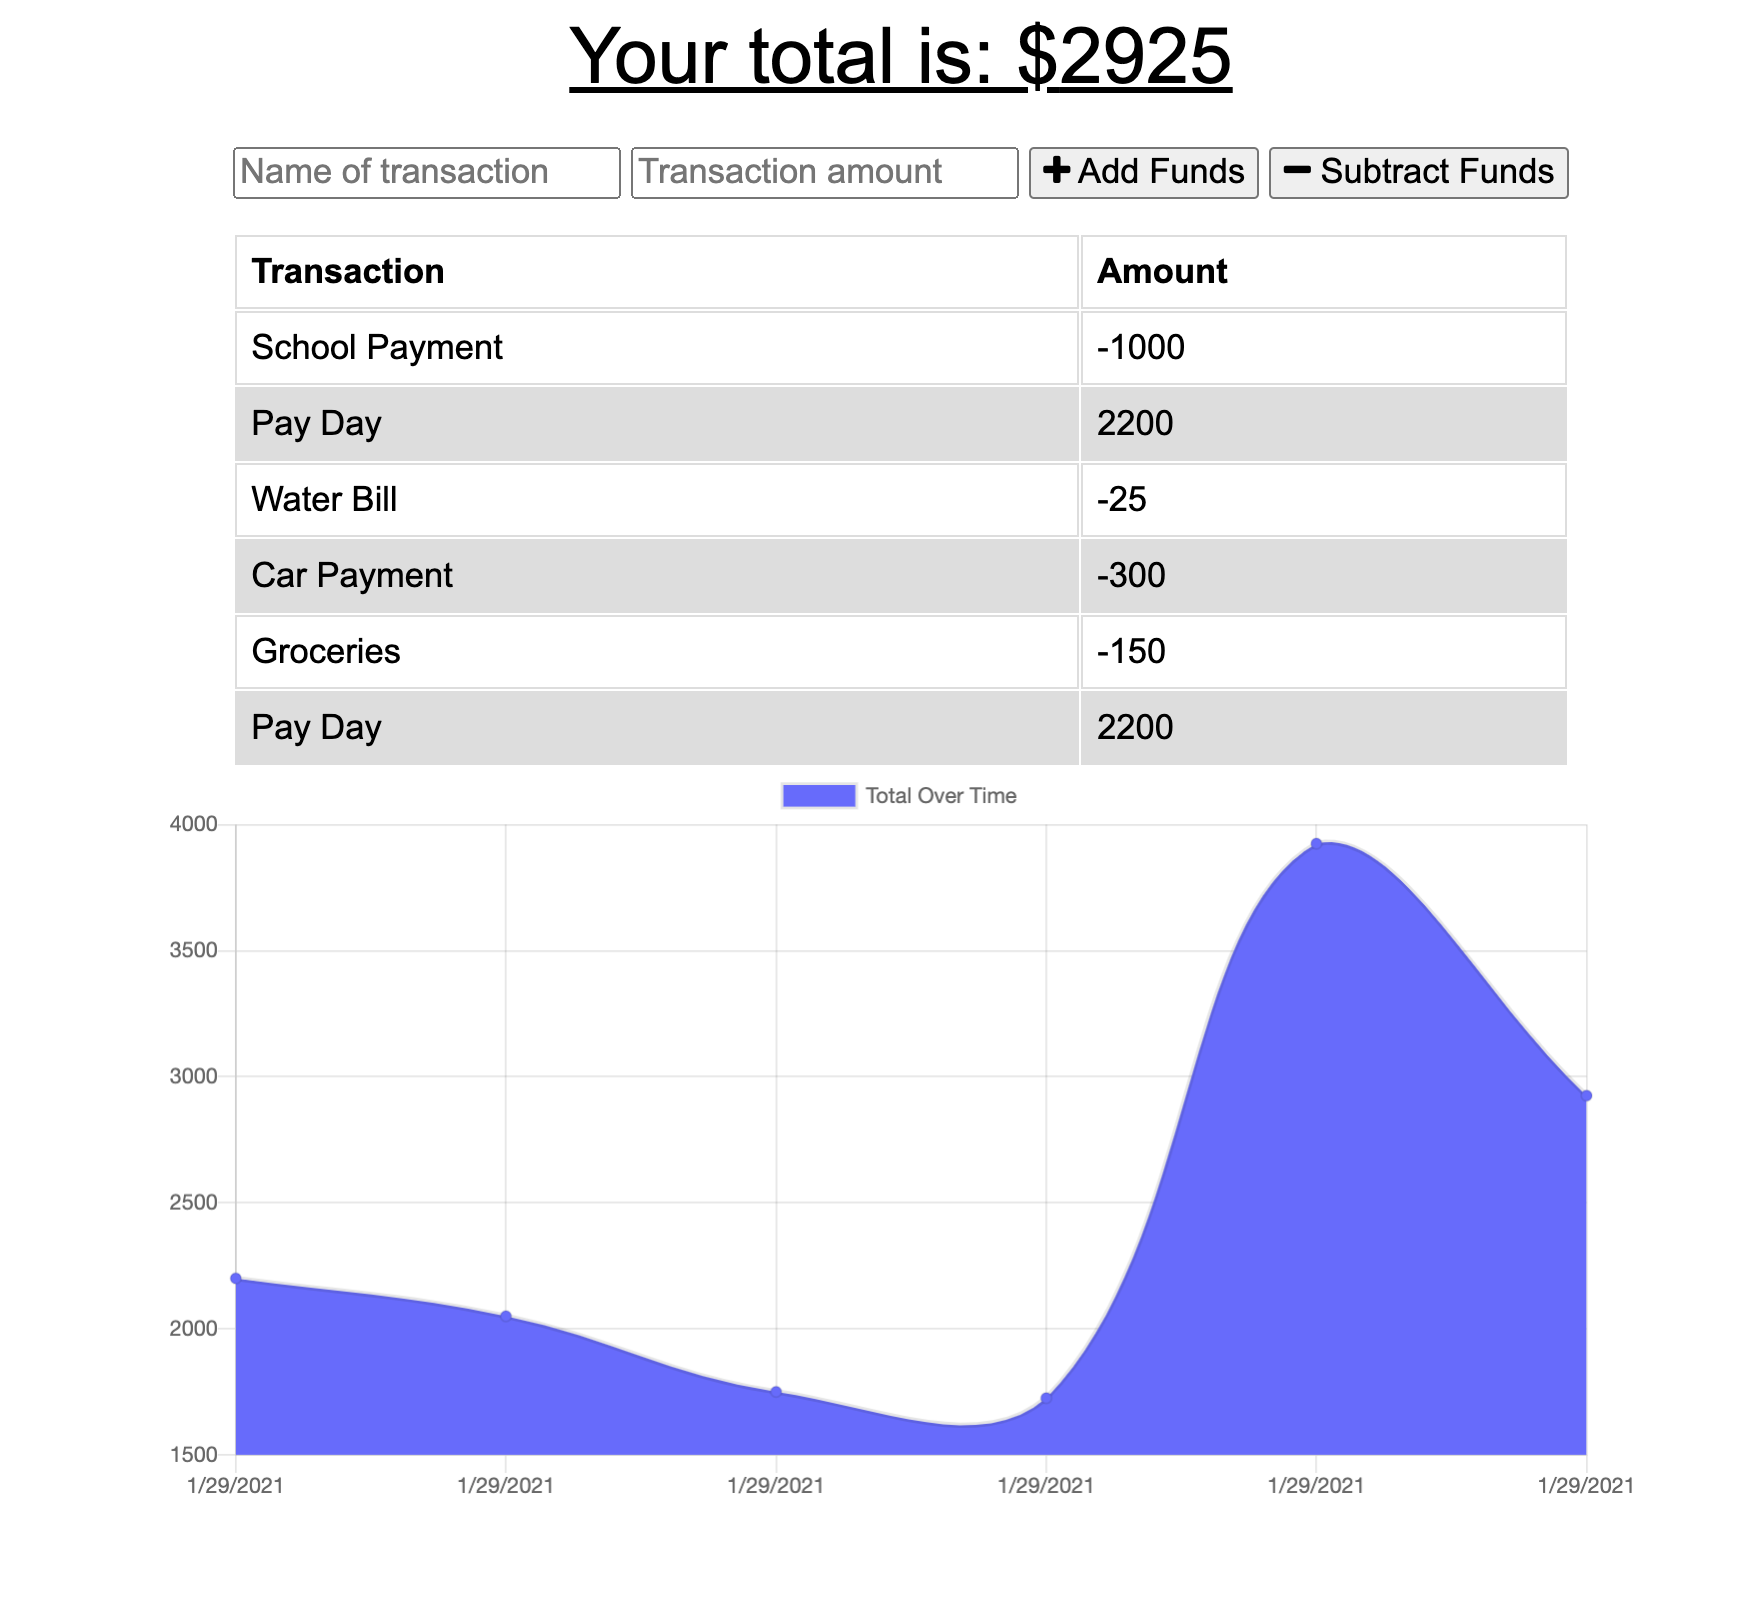 Your total is: $2925
Name of transaction Transaction amount Add Funds Subtract Funds
Transaction Amount
School Payment -1000
Pay Day 2200
Water Bill -25
Car Payment -300
Groceries -150
Pay Day 2200
Total Over Time
4000
3500
3000
2500
2000
1500
1/29/2021 1/29/2021 1/29/2021 1/29/2021 1/29/2021 1/29/2021